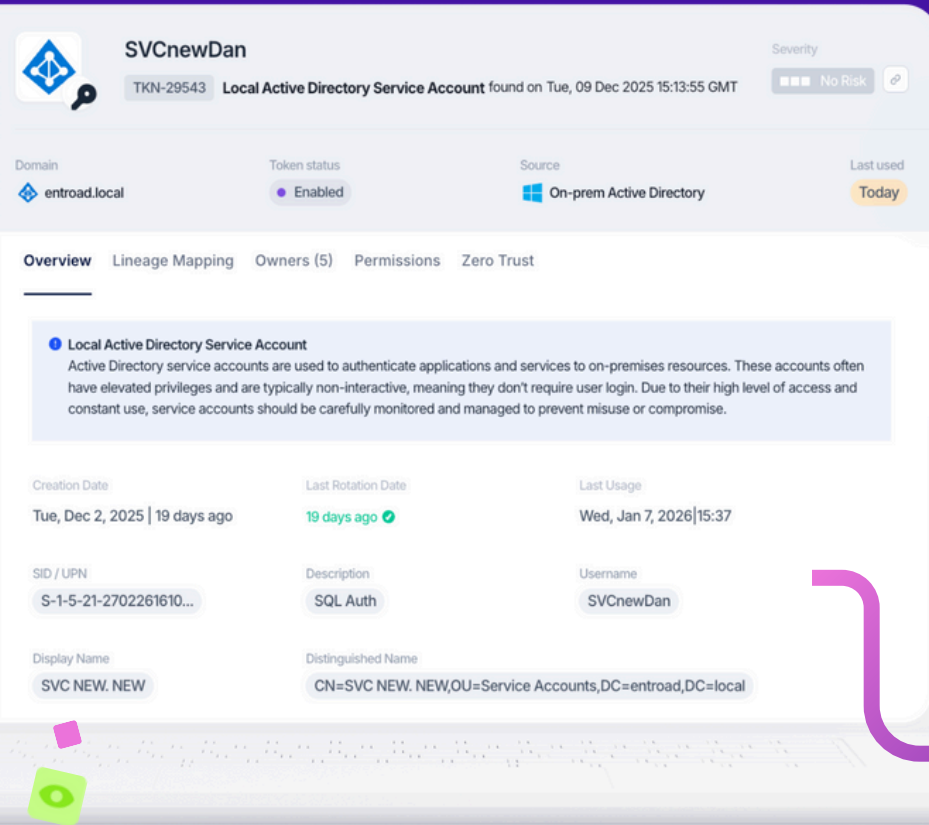 SVCnewDan
Severity
TKN-29543 Local Active Directory Service Account found on Tue, 09 Dec 2025 15:13:55 GMT
No Risk
Domain
Token status
Source
Last used
entroad.local
Enabled
On-prem Active Directory
Today
Overview Lineage Mapping Owners (5) Permissions Zero Trust
Local Active Directory Service Account
Active Directory service accounts are used to authenticate applications and services to on-premises resources. These accounts often
have elevated privileges and are typically non-interactive, meaning they don't require user login. Due to their high level of access and
constant use, service accounts should be carefully monitored and managed to prevent misuse or compromise.
Creation Date
Last Rotation Date
Last Usage
Tue, Dec 2, 2025 | 19 days ago
19 days ago
Wed, Jan 7, 2026|15:37
SID / UPN
Description
Username
S-1-5-21-2702261610...
SQL Auth
SVCnewDan
Display Name
Distinguished Name
SVC NEW. NEW
CN=SVC NEW. NEW,OU=Service Accounts,DC=entroad,DC=local